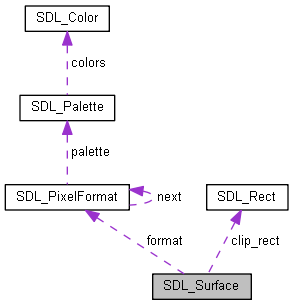 SDL_Color
colors
SDL_Palette
palette
SDL_PixelFormat
next
SDL_Rect
format
clip_rect
SDL_Surface